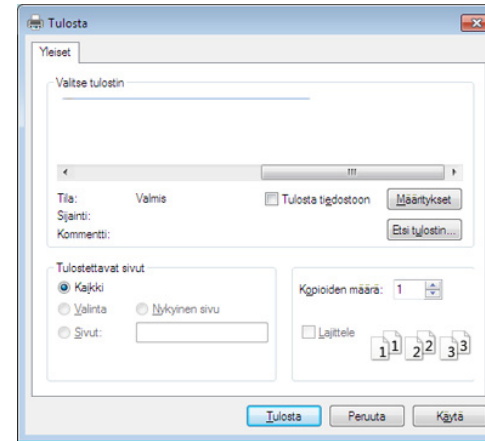 Tulosta
Yleiset
Valitse tulostin
Tila: Valmis
Tulosta tiedostoon
Määritykset
Sijainti:
Kommentti:
Etsi tulostin...
Tulostettavat sivut
Kaikki
Valinta
Nykyinen sivu
Sivut:
Kopioiden määrä: 1
Lajittele
1 1 2 2 3 3
Tulosta
Peruuta
Käytä